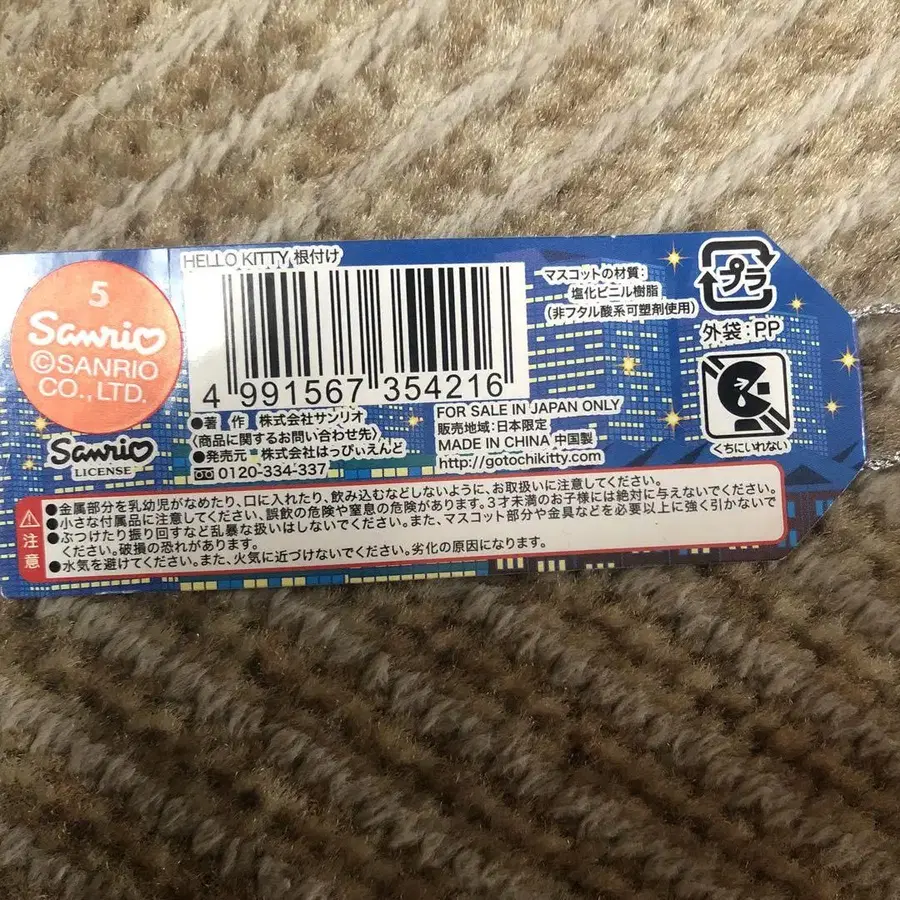 5
Sanrio
©SANRIO
CO.,LTD.
Sanrio
LICENSE
HELLO KITTY 根付け
4 991567 354216
●著 作 株式会社サンリオ
〈商品に関するお問い合わせ先〉
●発売元・株式会社はっぴぃえんど
0120-334-337
FOR SALE IN JAPAN ONLY
販売地域:日本限定
MADE IN CHINA 中国製
http://gotochikitty.com
マスコットの材質:
塩化ビニル樹脂
(非フタル酸系可塑剤使用)
プラ
外袋:PP
くちにいれない
注意
●金属部分を乳幼児がなめたり、口に入れたり、飲み込むなどしないように、お取扱いに注意してください。
●小さな付属品に注意してください、誤飲の危険や窒息の危険があります。3才未満のお子様には絶対に与えないでください。
●ぶつけたり振り回すなど乱暴な扱いはしないでください。また、マスコット部分や金具などを必要以上に強く引かないで
ください。破損の恐れがあります。
●水気を避けてください。また、火気に近づけないでください。劣化の原因になります。